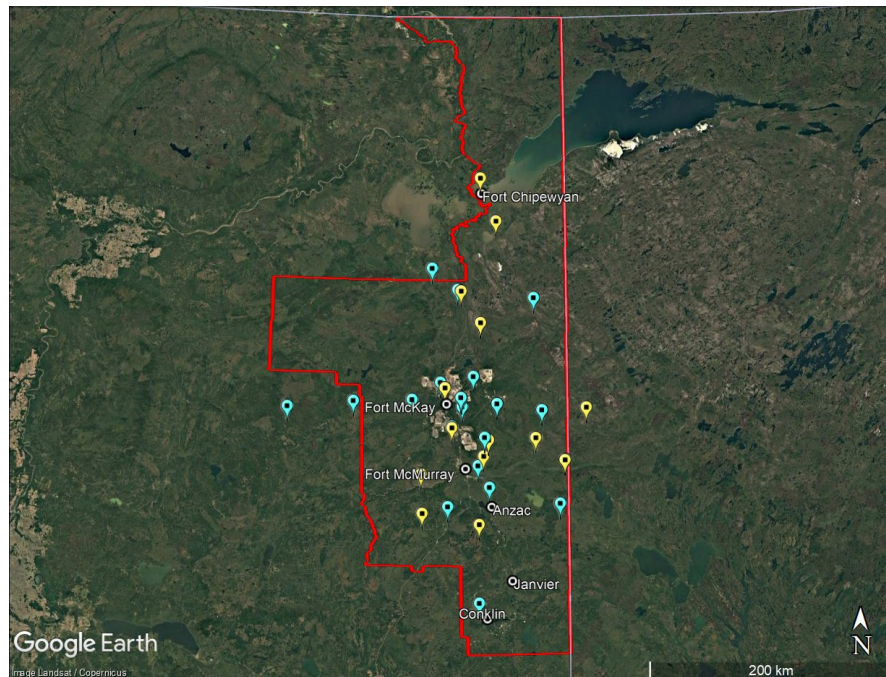 Fort Chipewyan
Fort McKay
Fort McMurray
Anzac
Janvier
Conklin
Google Earth
Image Landsat / Copernicus
N
200 km